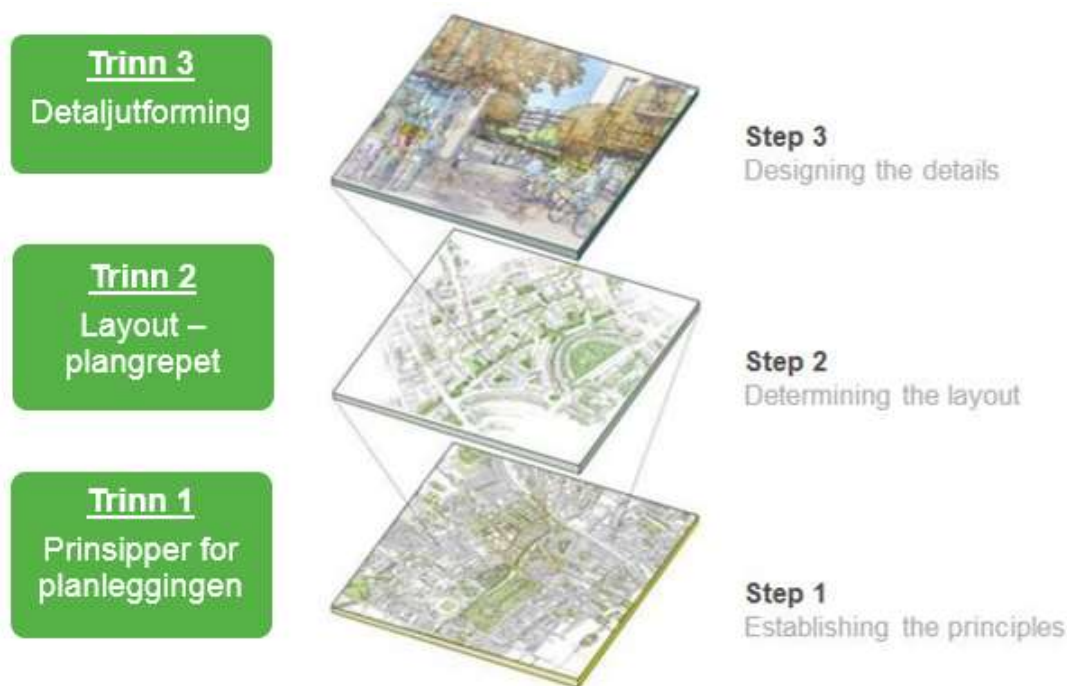 Trinn 3
Detaljutforming
Step 3
Designing the details
Trinn 2
Layout –
plangrepet
Step 2
Determining the layout
Trinn 1
Prinsipper for
planleggingen
Step 1
Establishing the principles